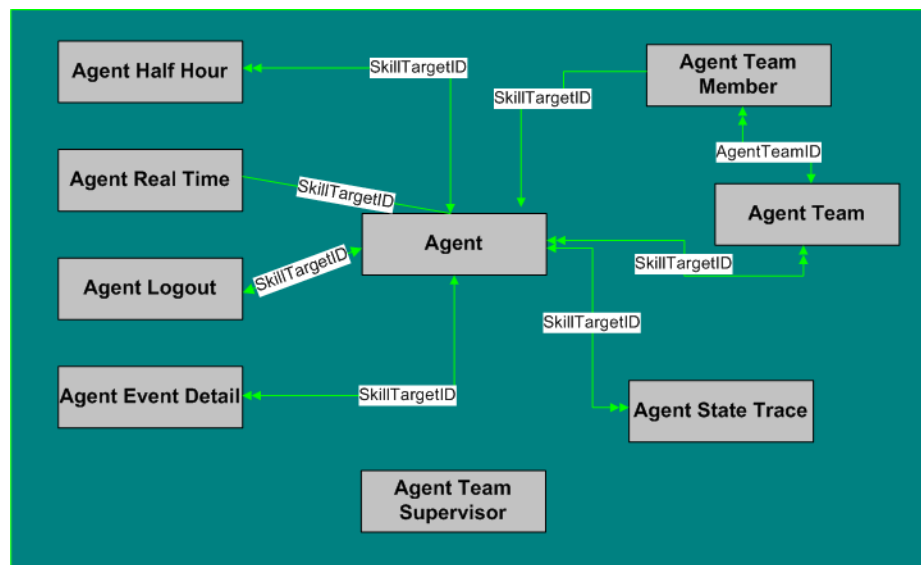 Agent Half Hour
SkillTargetID
Agent Team
Member
SkillTargetID
AgentTeamID
Agent Real Time
SkillTargetID
Agent Team
Agent
SkillTargetID
Agent Logout
SkillTargetID
SkillTargetID
Agent Event Detail
SkillTargetID
Agent State Trace
Agent Team
Supervisor